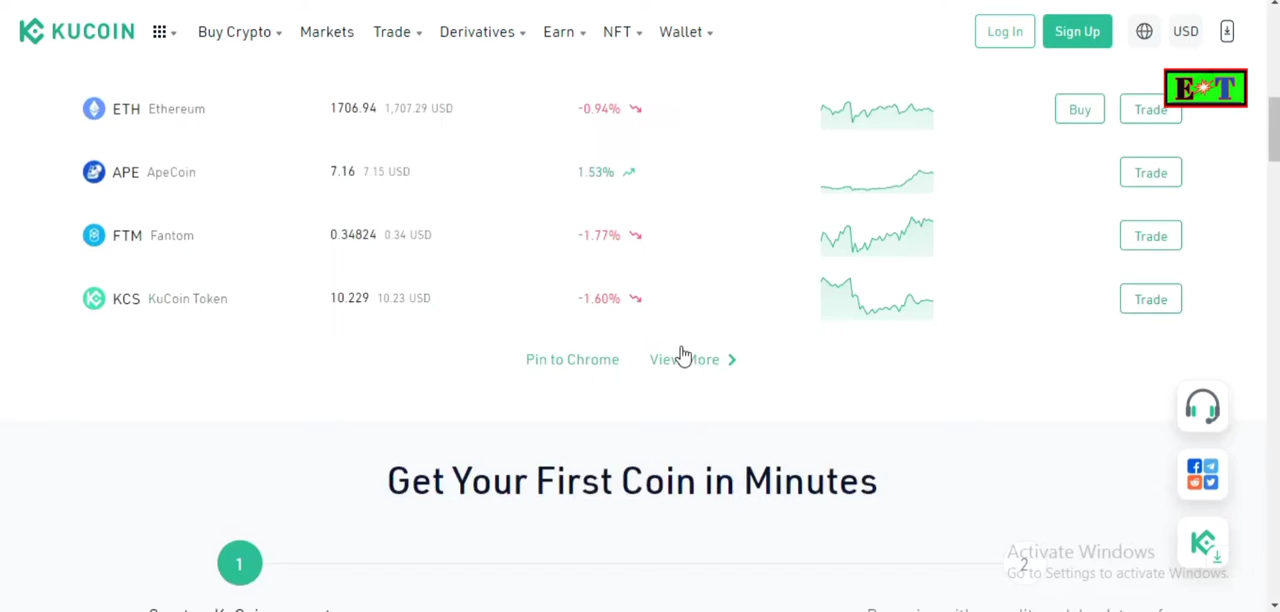 KUCOIN Buy Crypto Markets Trade Derivatives Earn NFT Wallet Log In Sign Up USD
E T
ETH Ethereum 1706.94 1,707.29 USD -0.94% Buy Trade
APE ApeCoin 7.16 7.15 USD 1.53% Trade
FTM Fantom 0.34824 0.34 USD -1.77% Trade
KCS KuCoin Token 10.229 10.23 USD -1.60% Trade
Pin to Chrome View More
Get Your First Coin in Minutes
1 2
Activate Windows
Go to Settings to activate Windows.